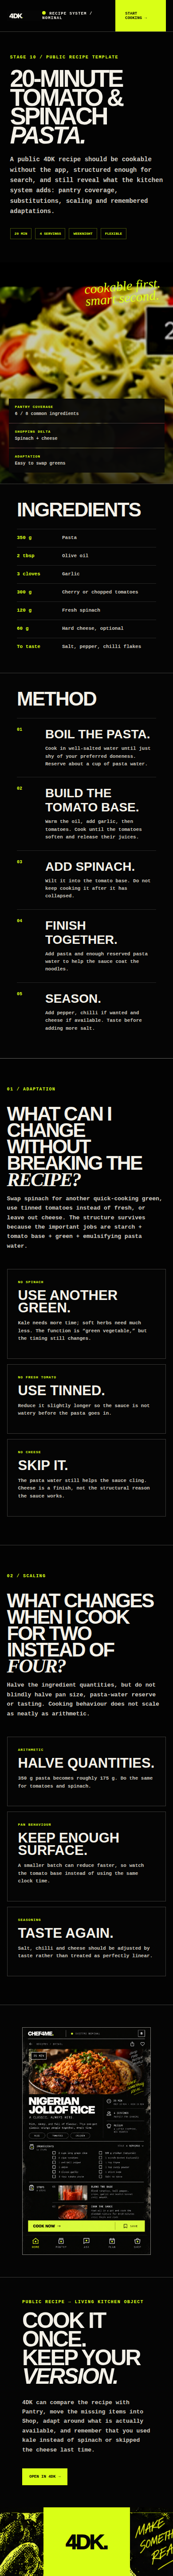 4DK.
RECIPE SYSTEM /
NOMINAL
START
COOKING →
STAGE 19 / PUBLIC RECIPE TEMPLATE
20-MINUTE
TOMATO &
SPINACH
PASTA.
A public 4DK recipe should be cookable
without the app, structured enough for
search, and still reveal what the kitchen
system adds: pantry coverage,
substitutions, scaling and remembered
adaptations.
20 MIN
4 SERVINGS
WEEKNIGHT
FLEXIBLE
cookable first.
smart second.
PANTRY COVERAGE
6 / 8 common ingredients
SHOPPING DELTA
Spinach + cheese
ADAPTATION
Easy to swap greens
INGREDIENTS
350 g Pasta
2 tbsp Olive oil
3 cloves Garlic
300 g Cherry or chopped tomatoes
120 g Fresh spinach
60 g Hard cheese, optional
To taste Salt, pepper, chilli flakes
METHOD
01 BOIL THE PASTA.
Cook in well-salted water until just
shy of your preferred doneness.
Reserve about a cup of pasta water.
02 BUILD THE
TOMATO BASE.
Warm the oil, add garlic, then
tomatoes. Cook until the tomatoes
soften and release their juices.
03 ADD SPINACH.
Wilt it into the tomato base. Do not
keep cooking it after it has
collapsed.
04 FINISH
TOGETHER.
Add pasta and enough reserved pasta
water to help the sauce coat the
noodles.
05 SEASON.
Add pepper, chilli if wanted and
cheese if available. Taste before
adding more salt.
01 / ADAPTATION
WHAT CAN I
CHANGE
WITHOUT
BREAKING THE
RECIPE?
Swap spinach for another quick-cooking green,
use tinned tomatoes instead of fresh, or
leave out cheese. The structure survives
because the important jobs are starch +
tomato base + green + emulsifying pasta
water.
NO SPINACH
USE ANOTHER
GREEN.
Kale needs more time; soft herbs need much
less. The function is “green vegetable,” but
the timing still changes.
NO FRESH TOMATO
USE TINNED.
Reduce it slightly longer so the sauce is not
watery before the pasta goes in.
NO CHEESE
SKIP IT.
The pasta water still helps the sauce cling.
Cheese is a finish, not the structural reason
the sauce works.
02 / SCALING
WHAT CHANGES
WHEN I COOK
FOR TWO
INSTEAD OF
FOUR?
Halve the ingredient quantities, but do not
blindly halve pan size, pasta-water reserve
or tasting. Cooking behaviour does not scale
as neatly as arithmetic.
ARITHMETIC
HALVE QUANTITIES.
350 g pasta becomes roughly 175 g. Do the same
for tomatoes and spinach.
PAN BEHAVIOUR
KEEP ENOUGH
SURFACE.
A smaller batch can reduce faster, so watch
the tomato base instead of using the same
clock time.
SEASONING
TASTE AGAIN.
Salt, chilli and cheese should be adjusted by
taste rather than treated as perfectly linear.
CHEF4ME.
NIGERIAN
JOLLOF RICE
COOK NOW →
PUBLIC RECIPE → LIVING KITCHEN OBJECT
COOK IT
ONCE.
KEEP YOUR
VERSION.
4DK can compare the recipe with
Pantry, move the missing items into
Shop, adapt around what is actually
available, and remember that you used
kale instead of spinach or skipped
the cheese last time.
OPEN IN 4DK →
4DK.
MAKE
SOMETH
REA